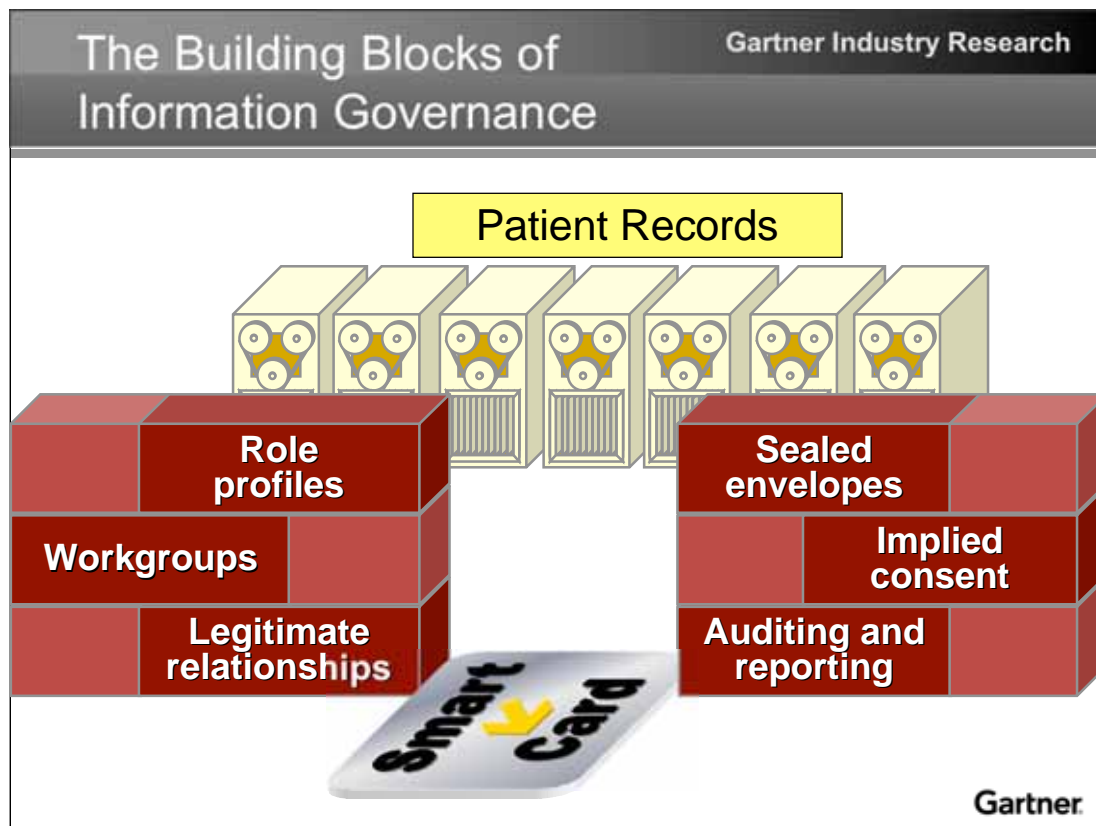 The Building Blocks of
Information Governance
Gartner Industry Research
Patient Records
Role
profiles
Sealed
envelopes
Workgroups
Implied
consent
Legitimate
relationships
Auditing and
reporting
Smart
Card
Gartner